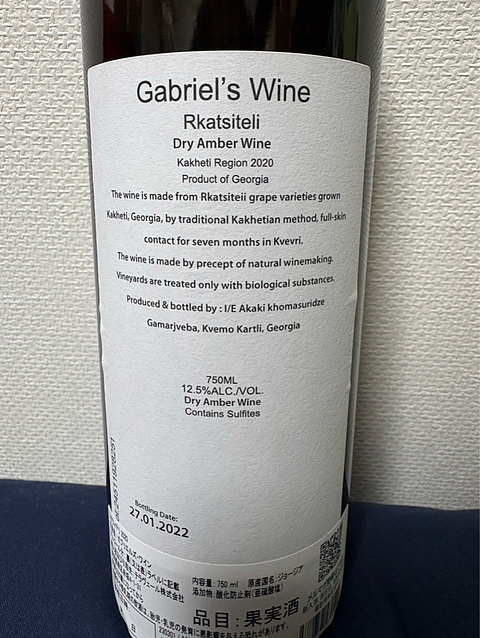 Gabriel's Wine
Rkatsiteli
Dry Amber Wine
Kakheti Region 2020
Product of Georgia
The wine is made from Rkatsiteii grape varieties grown
Kakheti, Georgia, by traditional Kakhetian method, full-skin
contact for seven months in Kvevri.
The wine is made by precept of natural winemaking.
Vineyards are treated only with biological substances.
Produced & bottled by : I/E Akaki khomasuridze
Gamarjveba, Kvemo Kartli, Georgia
750ML
12.5%ALC./VOL.
Dry Amber Wine
Contains Sulfites
Bottling Date:
27.01.2022
内容量: 750 ml 原産国名: ジョージア
添加物: 酸化防止剤(亜硫酸塩)
品目:果実酒